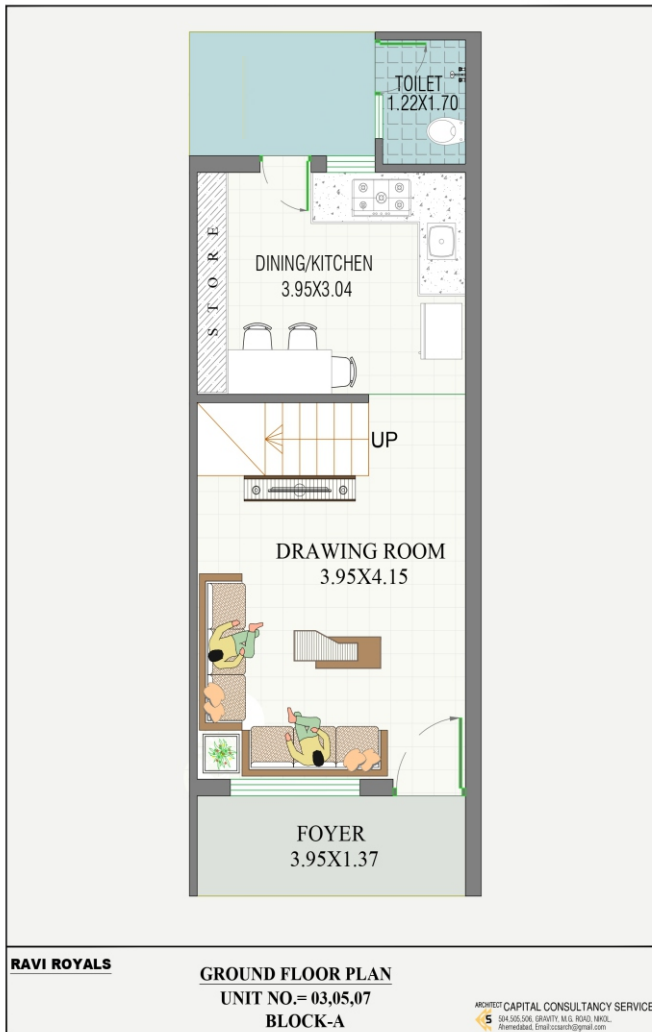 TOILET
1.22X1.70
STORE
DINING/KITCHEN
3.95X3.04
UP
DRAWING ROOM
3.95X4.15
FOYER
3.95X1.37
RAVI ROYALS
GROUND FLOOR PLAN
UNIT NO.= 03,05,07
BLOCK-A
ARCHITECT CAPITAL CONSULTANCY SERVICE
504,505,506, GRAVITY, M.G. ROAD, NIKOL,
Ahemedabad, Email:ccsarch@gmail.com